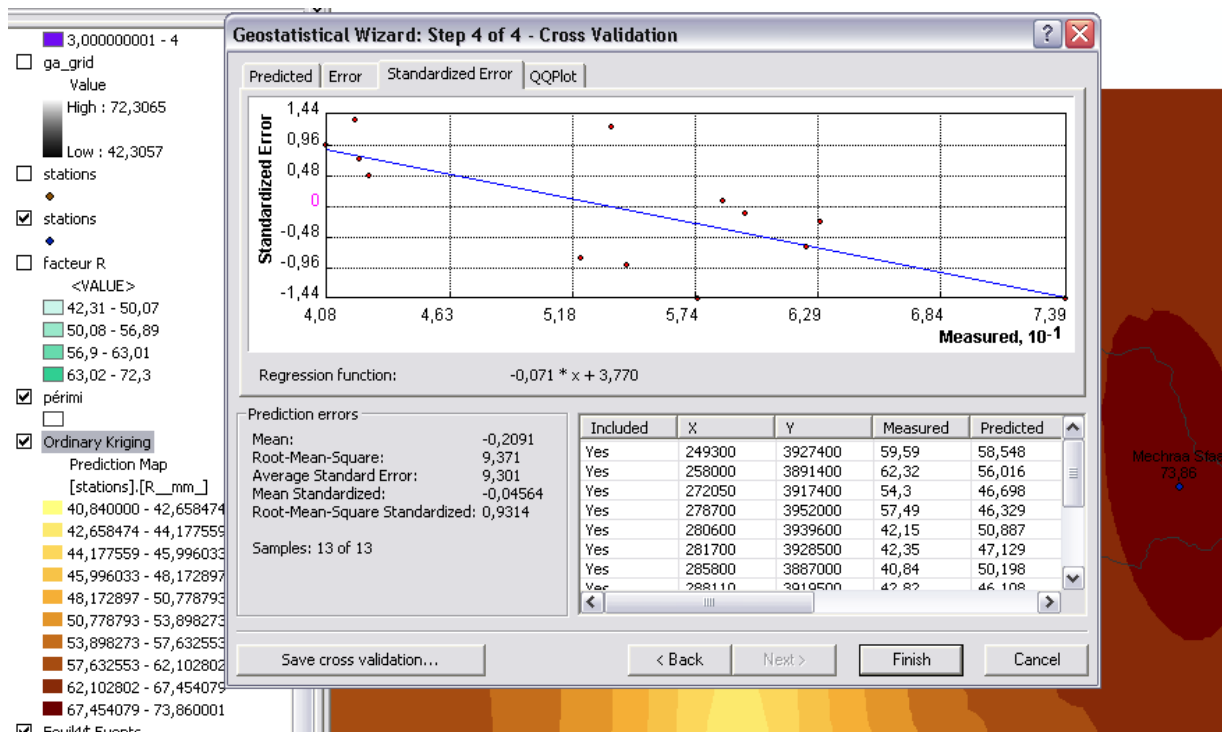 3,000000001 - 4
ga_grid
Value
High : 72,3065
Low : 42,3057
stations
stations
facteur R
<VALUE>
42,31 - 50,07
50,08 - 56,89
56,9 - 63,01
63,02 - 72,3
périmi
Ordinary Kriging
Prediction Map
[stations].[R__mm_]
40,840000 - 42,658474
42,658474 - 44,177559
44,177559 - 45,996033
45,996033 - 48,172897
48,172897 - 50,778793
50,778793 - 53,898273
53,898273 - 57,632553
57,632553 - 62,102802
62,102802 - 67,454079
67,454079 - 73,860001
Geostatistical Wizard: Step 4 of 4 - Cross Validation
Predicted Error Standardized Error QQPlot
Standardized Error
1,44
0,96
0,48
0
-0,48
-0,96
-1,44
4,08 4,63 5,18 5,74 6,29 6,84 7,39
Measured, 10-1
Regression function: -0,071 * x + 3,770
Prediction errors
Mean: -0,2091
Root-Mean-Square: 9,371
Average Standard Error: 9,301
Mean Standardized: -0,04564
Root-Mean-Square Standardized: 0,9314
Samples: 13 of 13
Included X Y Measured Predicted
Yes 249300 3927400 59,59 58,548
Yes 258000 3891400 62,32 56,016
Yes 272050 3917400 54,3 46,698
Yes 278700 3952000 57,49 46,329
Yes 280600 3939600 42,15 50,887
Yes 281700 3928500 42,35 47,129
Yes 285800 3887000 40,84 50,198
Yes 288110 3919500 42,82 46,108
Save cross validation... < Back Next > Finish Cancel
Mechraa Sfaa
73,86